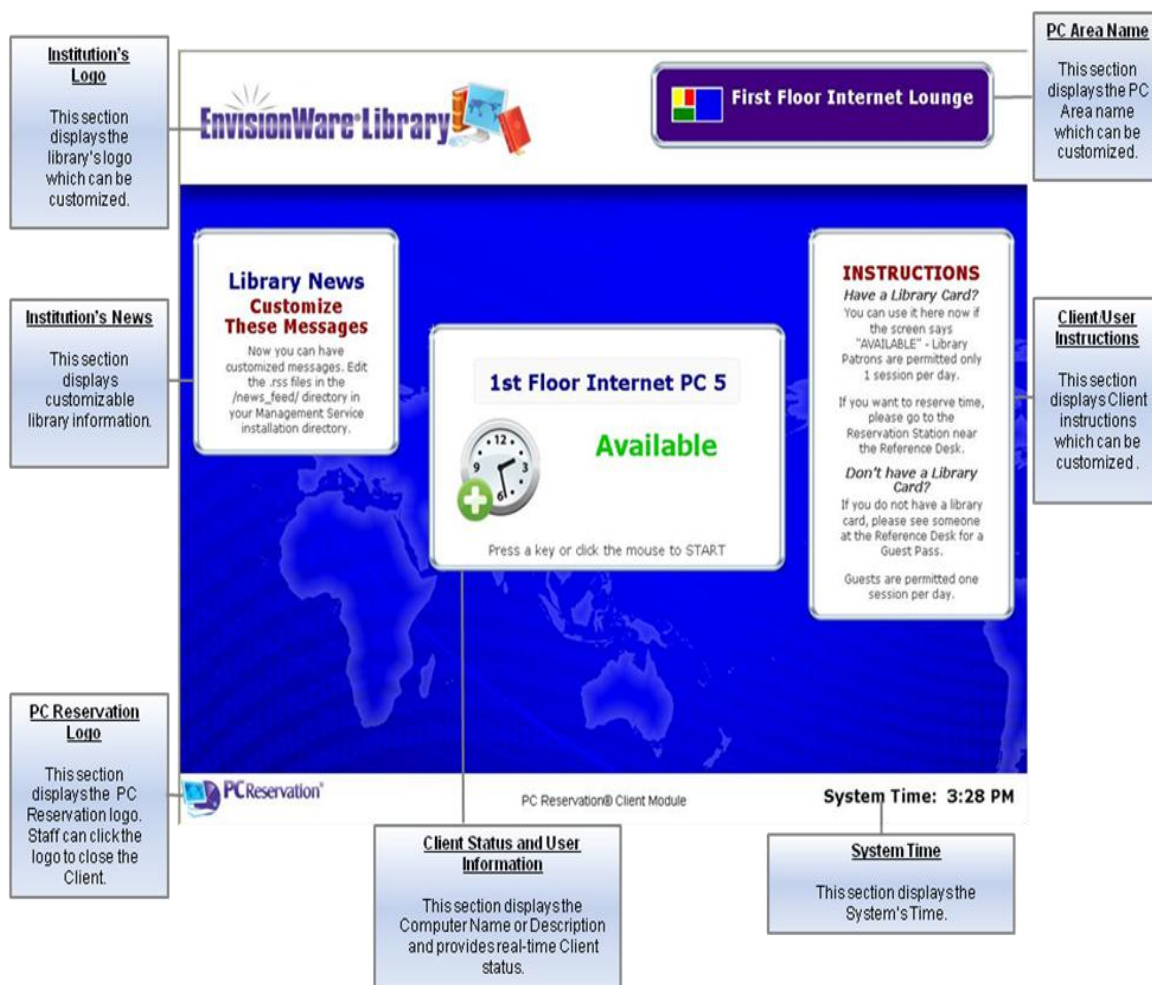 Institution's
Logo
This section
displays the
library's logo
which can be
customized.
EnvisionWare® Library
First Floor Internet Lounge
PC Area Name
This section
displays the PC
Area name
which can be
customized.
Institution's News
This section
displays
customizable
library information.
Library News
Customize
These Messages
Now you can have
customized messages. Edit
the .rss files in the
/news_feed/ directory in
your Management Service
installation directory.
1st Floor Internet PC 5
12
3
6
9
Available
Press a key or click the mouse to START
INSTRUCTIONS
Have a Library Card?
You can use it here now if
the screen says
"AVAILABLE" - Library
Patrons are permitted only
1 session per day.
If you want to reserve time,
please go to the
Reservation Station near
the Reference Desk.
Don't have a Library
Card?
If you do not have a library
card, please see someone
at the Reference Desk for a
Guest Pass.
Guests are permitted one
session per day.
Client/User
Instructions
This section
displays Client
instructions
which can be
customized .
PC Reservation
Logo
This section
displays the PC
Reservation logo.
Staff can click the
logo to close the
Client.
PCReservation®
PC Reservation® Client Module
System Time: 3:28 PM
Client Status and User
Information
This section displays the
Computer Name or Description
and provides real-time Client
status.
System Time
This section displays the
System's Time.